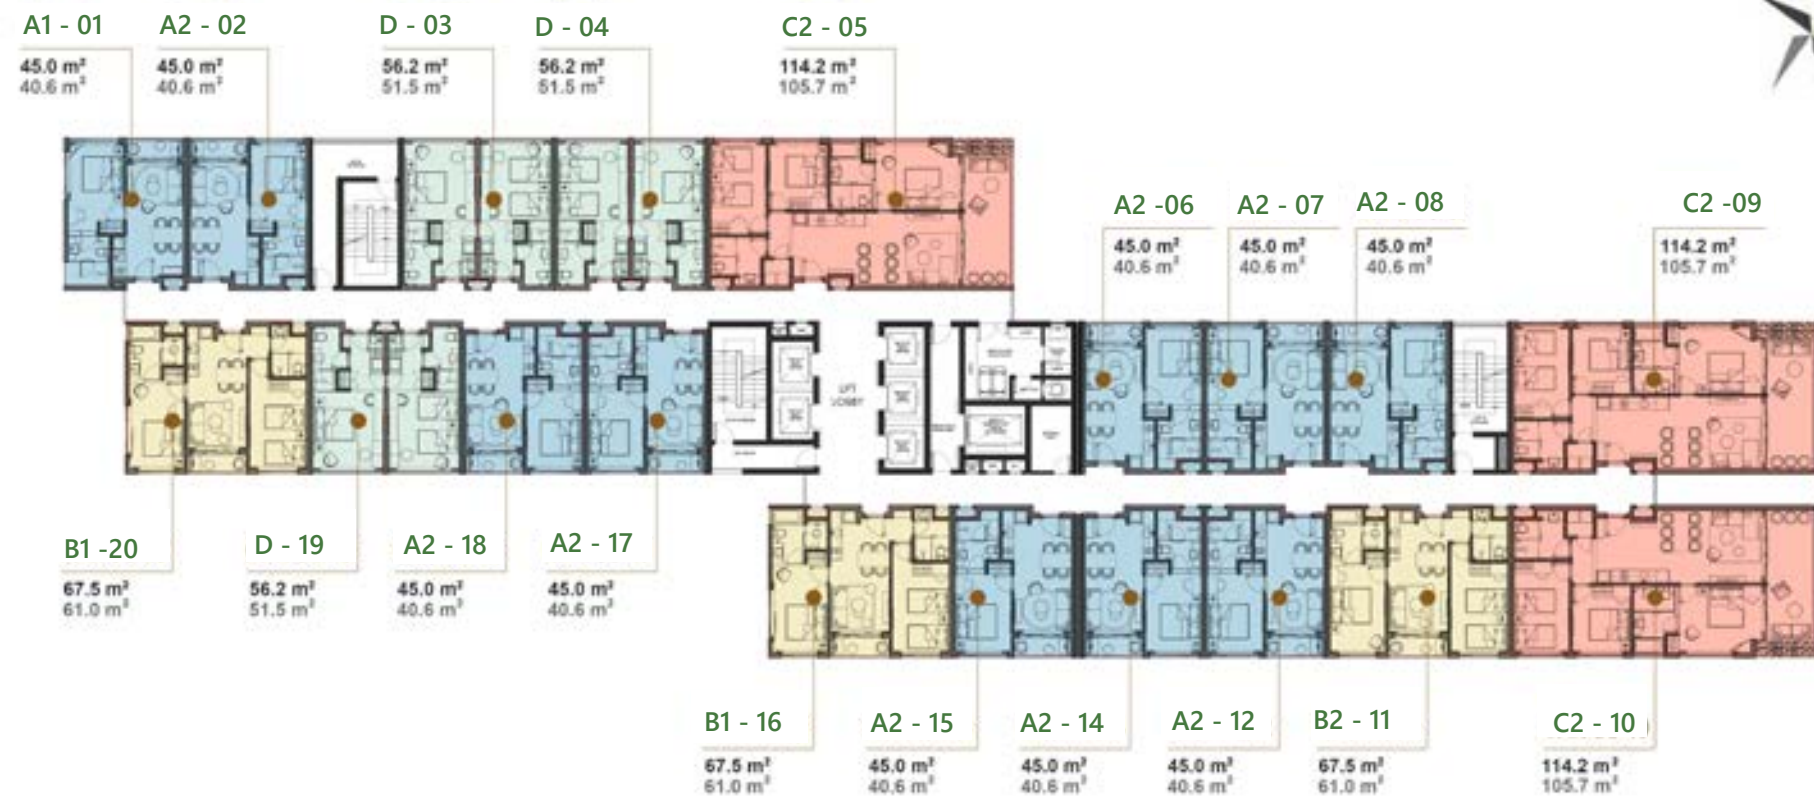 A1 - 01
45.0 m²
40.6 m²
A2 - 02
45.0 m²
40.6 m²
D - 03
56.2 m²
51.5 m²
D - 04
56.2 m²
51.5 m²
C2 - 05
114.2 m²
105.7 m²
A2 -06
45.0 m²
40.6 m²
A2 - 07
45.0 m²
40.6 m²
A2 - 08
45.0 m²
40.6 m²
C2 -09
114.2 m²
105.7 m²
LIFT
LOBBY
B1 -20
67.5 m²
61.0 m²
D - 19
56.2 m²
51.5 m²
A2 - 18
45.0 m²
40.6 m²
A2 - 17
45.0 m²
40.6 m²
B1 - 16
67.5 m²
61.0 m²
A2 - 15
45.0 m²
40.6 m²
A2 - 14
45.0 m²
40.6 m²
A2 - 12
45.0 m²
40.6 m²
B2 - 11
67.5 m²
61.0 m²
C2 - 10
114.2 m²
105.7 m²